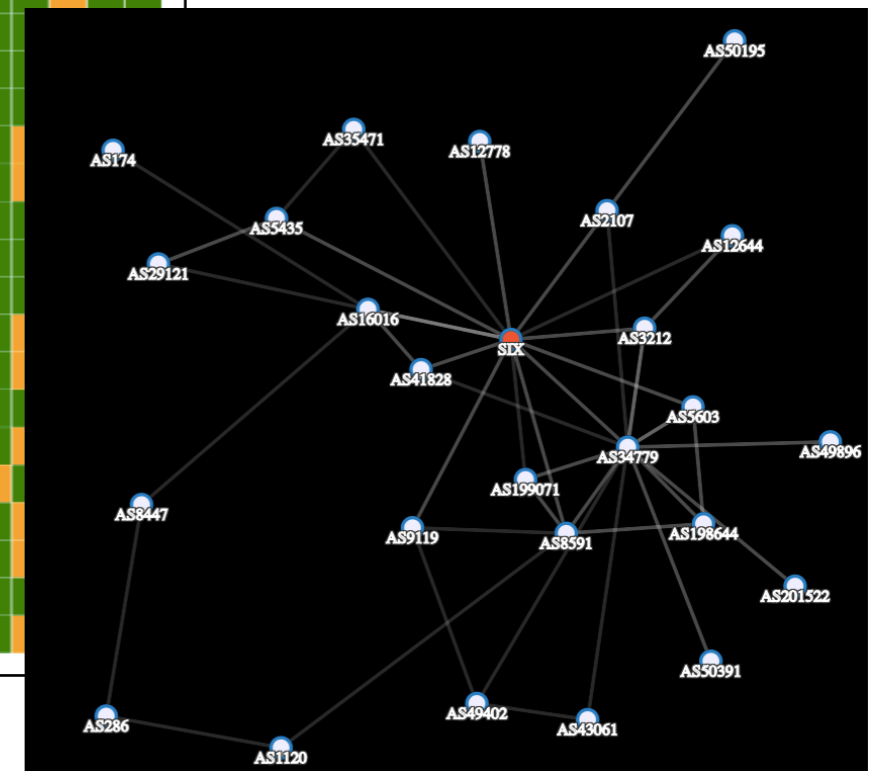 AS50195
AS35471
AS12778
AS174
AS2107
AS5435
AS12644
AS29121
AS16016
AS3212
SIX
AS41828
AS5603
AS34779
AS49896
AS199071
AS8447
AS9119
AS8591
AS198644
AS201522
AS50391
AS49402
AS286
AS43061
AS1120